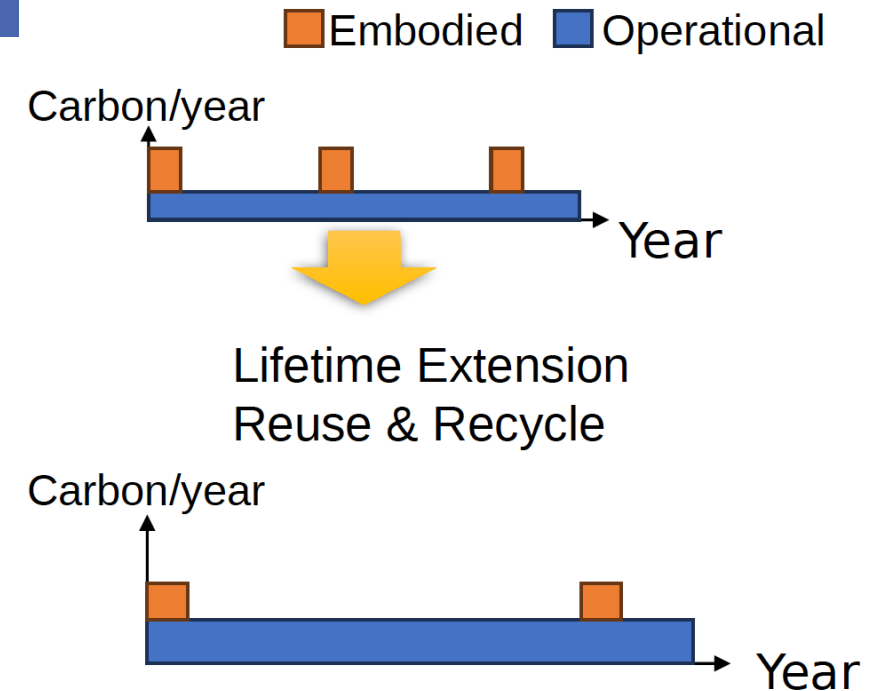 Embodied Operational
Carbon/year
Year
Lifetime Extension
Reuse & Recycle
Carbon/year
Year